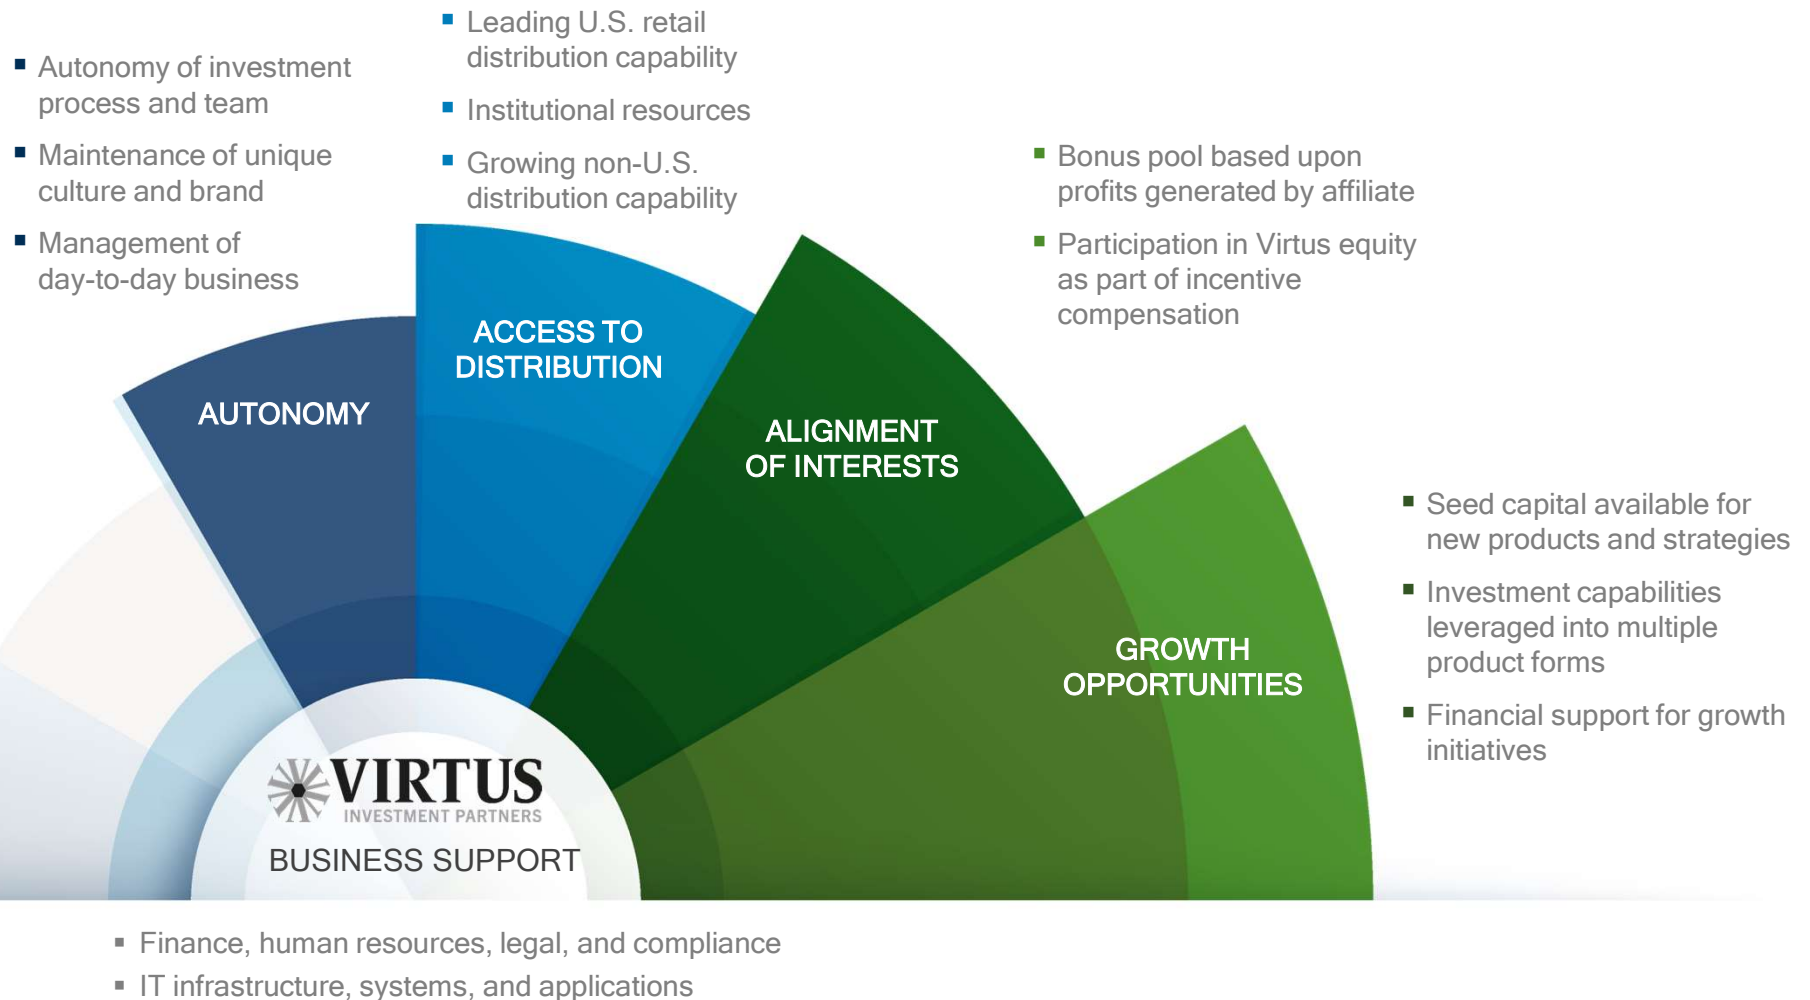 Autonomy of investment
process and team
Maintenance of unique
culture and brand
Management of
day-to-day business
Leading U.S. retail
distribution capability
Institutional resources
Growing non-U.S.
distribution capability
Bonus pool based upon
profits generated by affiliate
Participation in Virtus equity
as part of incentive
compensation
Seed capital available for
new products and strategies
Investment capabilities
leveraged into multiple
product forms
Financial support for growth
initiatives
AUTONOMY
ACCESS TO
DISTRIBUTION
ALIGNMENT
OF INTERESTS
GROWTH
OPPORTUNITIES
VIRTUS
INVESTMENT PARTNERS
BUSINESS SUPPORT
Finance, human resources, legal, and compliance
IT infrastructure, systems, and applications